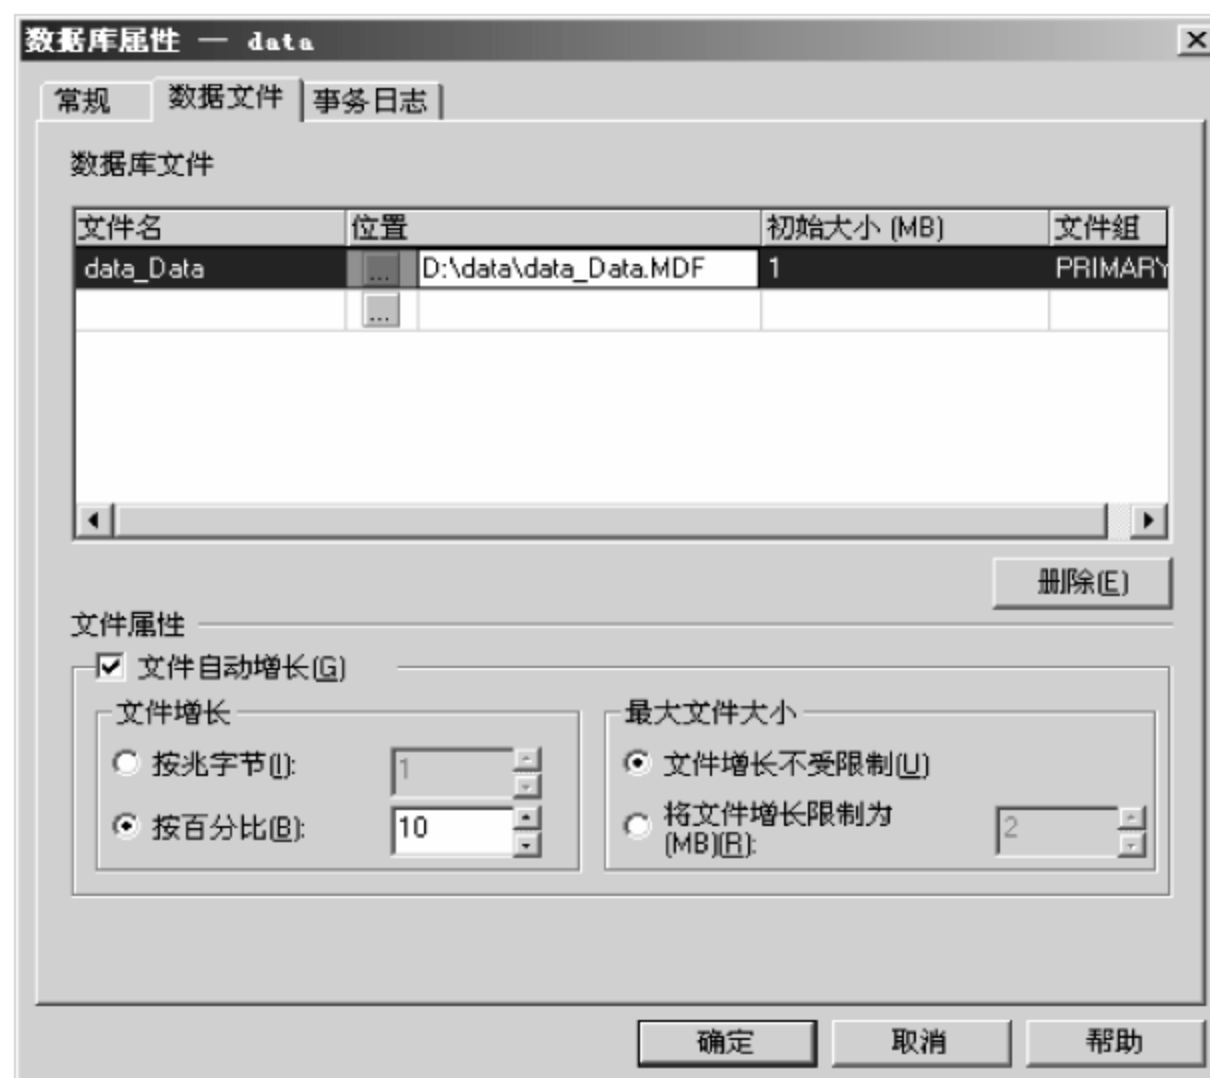 数据库属性 — data
常规 数据文件 事务日志
数据库文件
文件名 位置 初始大小 (MB) 文件组
data_Data ... D:\data\data_Data.MDF 1 PRIMARY
...
删除(E)
文件属性
文件自动增长(G)
文件增长
按兆字节(I): 1
按百分比(B): 10
最大文件大小
文件增长不受限制(U)
将文件增长限制为
(MB)(R): 2
确定 取消 帮助